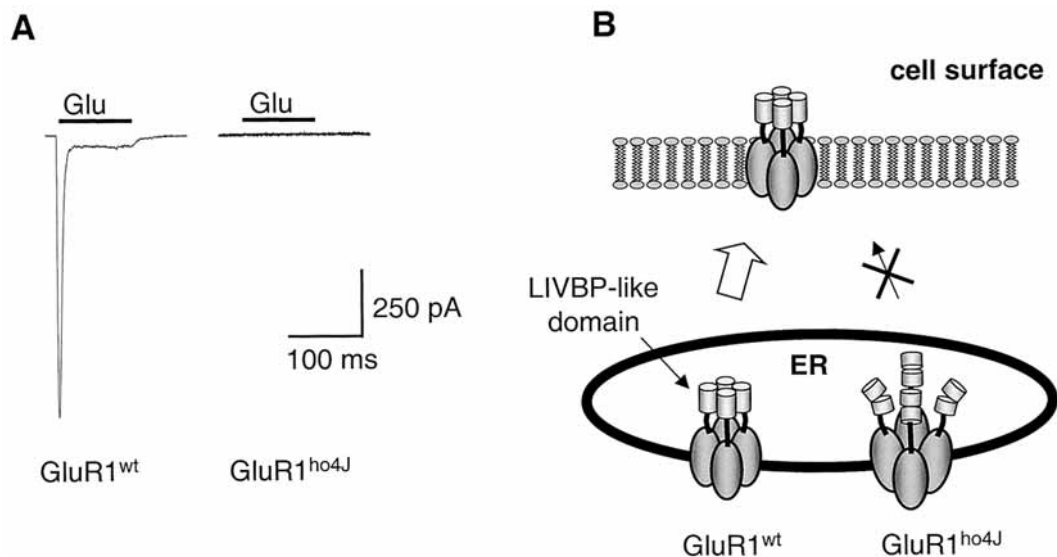 A
Glu
Glu
250 pA
100 ms
GluR1wt
GluR1ho4J
B
cell surface
LIVBP-like
domain
ER
GluR1wt
GluR1ho4J